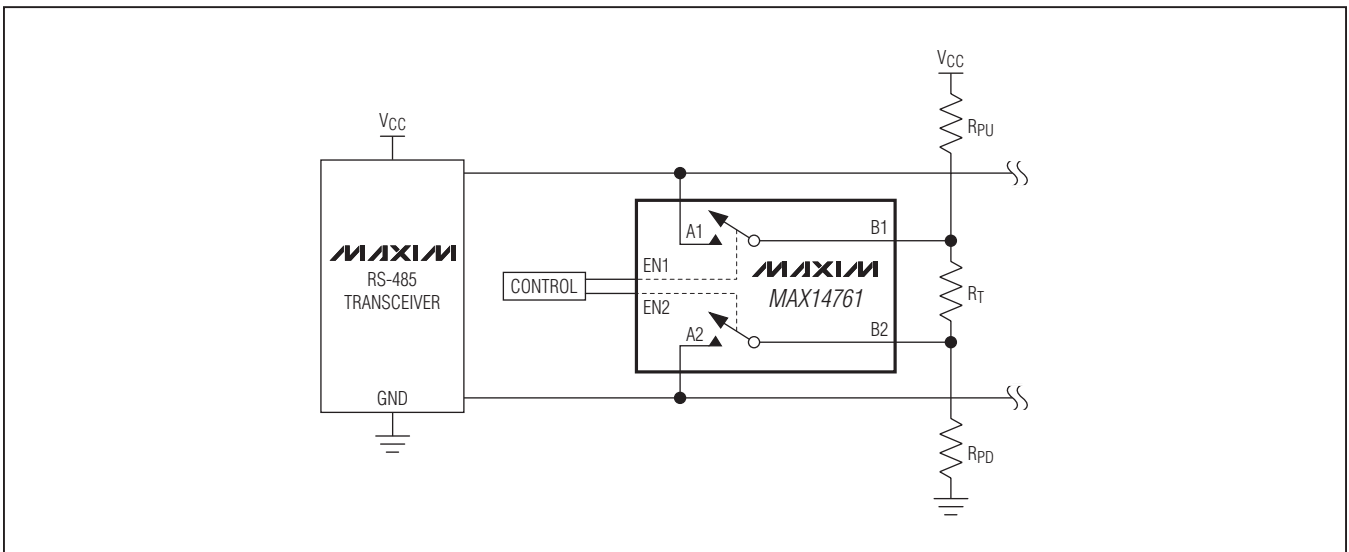 VCC
RPU
VCC
MAXIM
RS-485
TRANSCEIVER
GND
CONTROL
A1
B1
EN1
MAXIM
MAX14761
EN2
A2
B2
RT
RPD